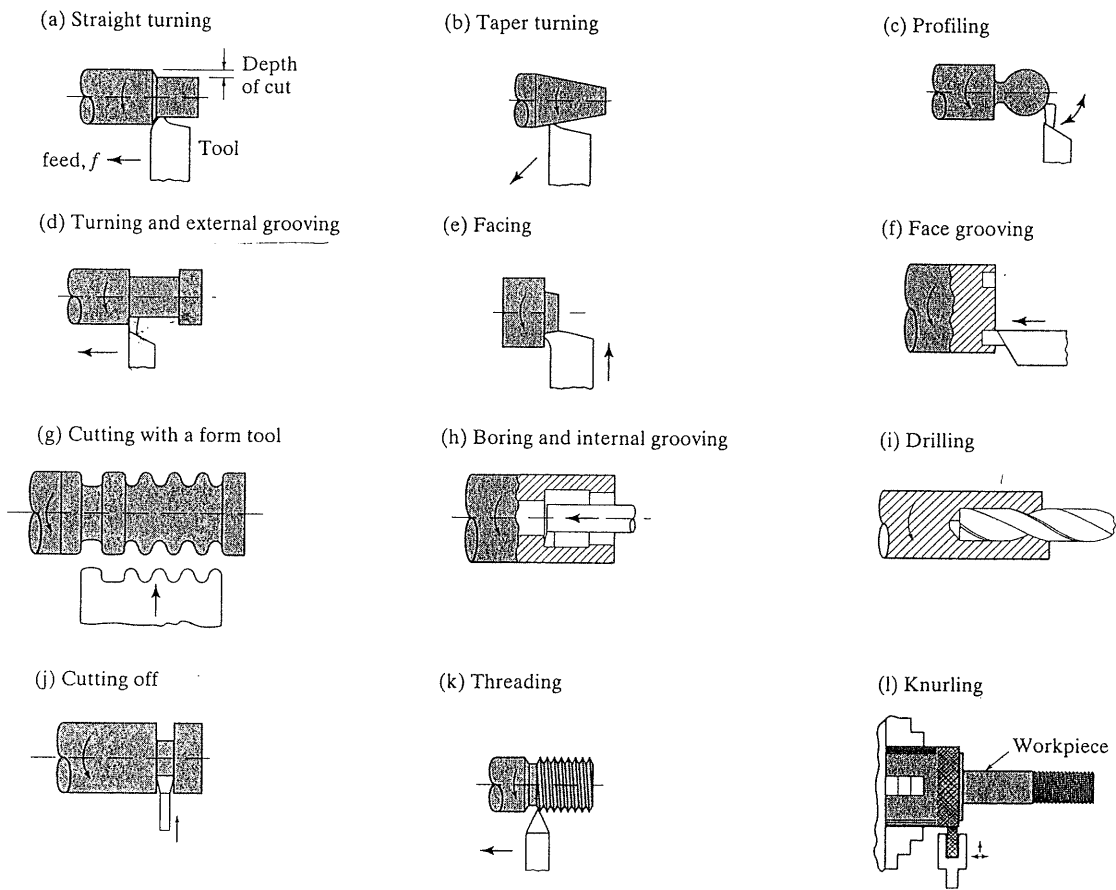 (a) Straight turning
Depth
of cut
feed, f
Tool
(b) Taper turning
(c) Profiling
(d) Turning and external grooving
(e) Facing
(f) Face grooving
(g) Cutting with a form tool
(h) Boring and internal grooving
(i) Drilling
(j) Cutting off
(k) Threading
(l) Knurling
Workpiece